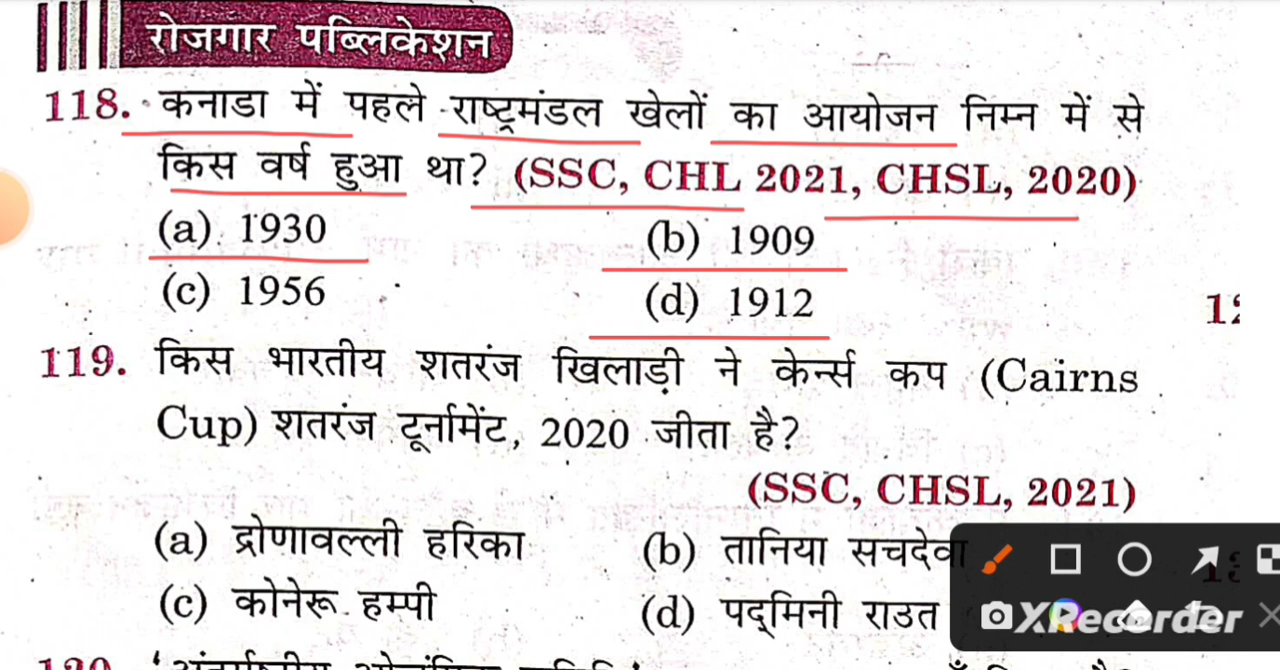 रोजगार पब्लिकेशन
118. कनाडा में पहले राष्ट्रमंडल खेलों का आयोजन निम्न में से
किस वर्ष हुआ था? (SSC, CHL 2021, CHSL, 2020)
(a) 1930 (b) 1909
(c) 1956 (d) 1912
119. किस भारतीय शतरंज खिलाड़ी ने केर्न्स कप (Cairns
Cup) शतरंज टूर्नामेंट, 2020 जीता है?
(SSC, CHSL, 2021)
(a) द्रोणावल्ली हरिका (b) तानिया सचदेवा
(c) कोनेरू हम्पी (d) पद्मिनी राउत
XRecorder